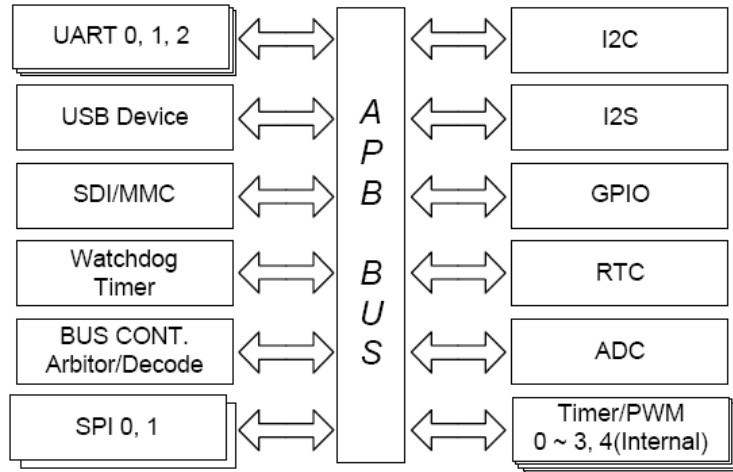 UART 0, 1, 2
USB Device
SDI/MMC
Watchdog
Timer
BUS CONT.
Arbitor/Decode
SPI 0, 1
A
P
B
B
U
S
I2C
I2S
GPIO
RTC
ADC
Timer/PWM
0 ~ 3, 4(Internal)